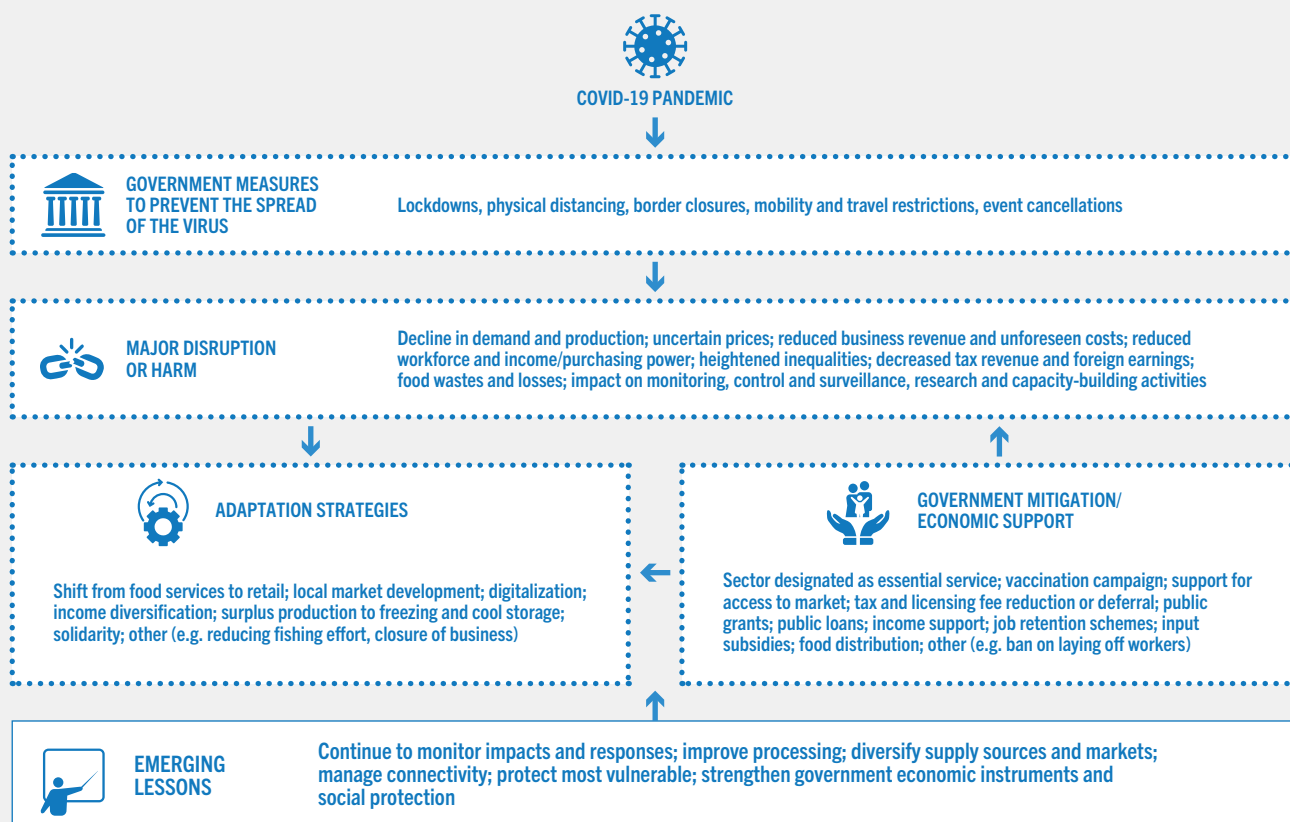 COVID-19 PANDEMIC
GOVERNMENT MEASURES
TO PREVENT THE SPREAD
OF THE VIRUS
Lockdowns, physical distancing, border closures, mobility and travel restrictions, event cancellations
MAJOR DISRUPTION
OR HARM
Decline in demand and production; uncertain prices; reduced business revenue and unforeseen costs; reduced
workforce and income/purchasing power; heightened inequalities; decreased tax revenue and foreign earnings;
food wastes and losses; impact on monitoring, control and surveillance, research and capacity-building activities
ADAPTATION STRATEGIES
Shift from food services to retail; local market development; digitalization;
income diversification; surplus production to freezing and cool storage;
solidarity; other (e.g. reducing fishing effort, closure of business)
GOVERNMENT MITIGATION/
ECONOMIC SUPPORT
Sector designated as essential service; vaccination campaign; support for
access to market; tax and licensing fee reduction or deferral; public
grants; public loans; income support; job retention schemes; input
subsidies; food distribution; other (e.g. ban on laying off workers)
EMERGING
LESSONS
Continue to monitor impacts and responses; improve processing; diversify supply sources and markets;
manage connectivity; protect most vulnerable; strengthen government economic instruments and
social protection